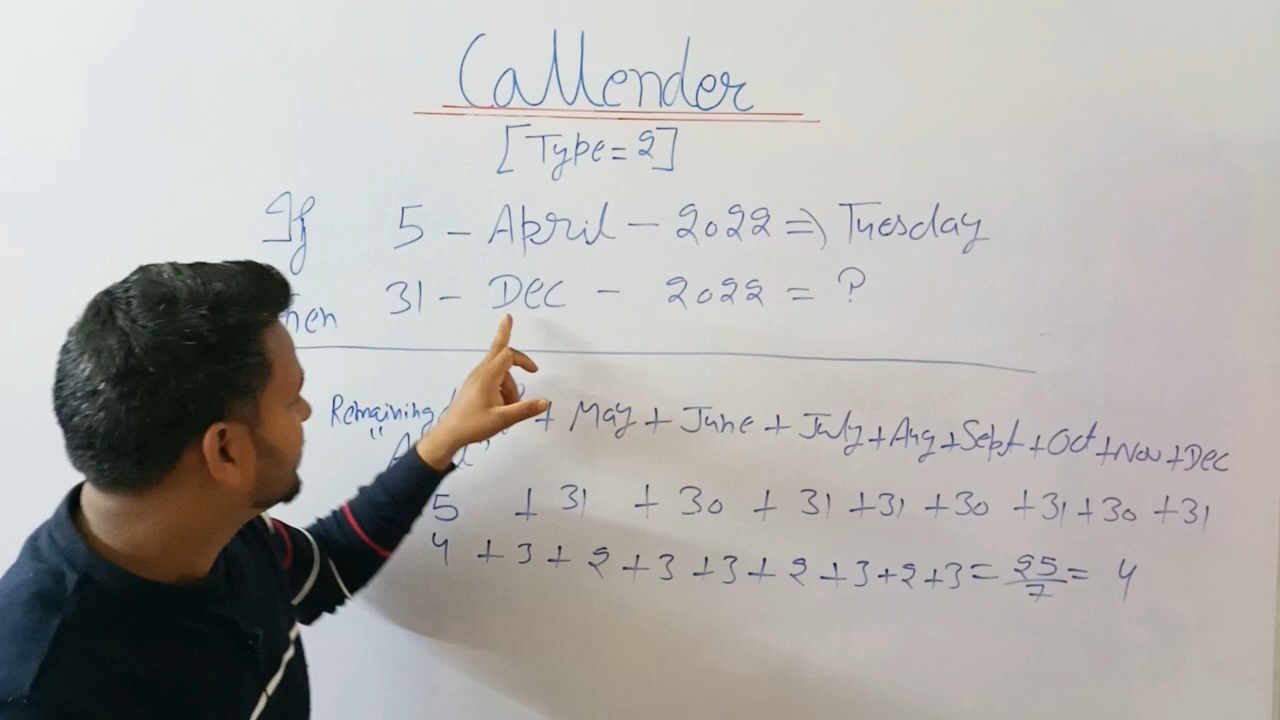 Callender
[Type=2]
If 5 - April - 2022 ⇒ Tuesday
hen 31 - Dec - 2022 = ?
Remaining + May + June + July + Aug + Sept + Oct + Nov + Dec
5 + 31 + 30 + 31 + 31 + 30 + 31 + 30 + 31
4 + 3 + 2 + 3 + 3 + 2 + 3 + 2 + 3 = 25/7 = 4